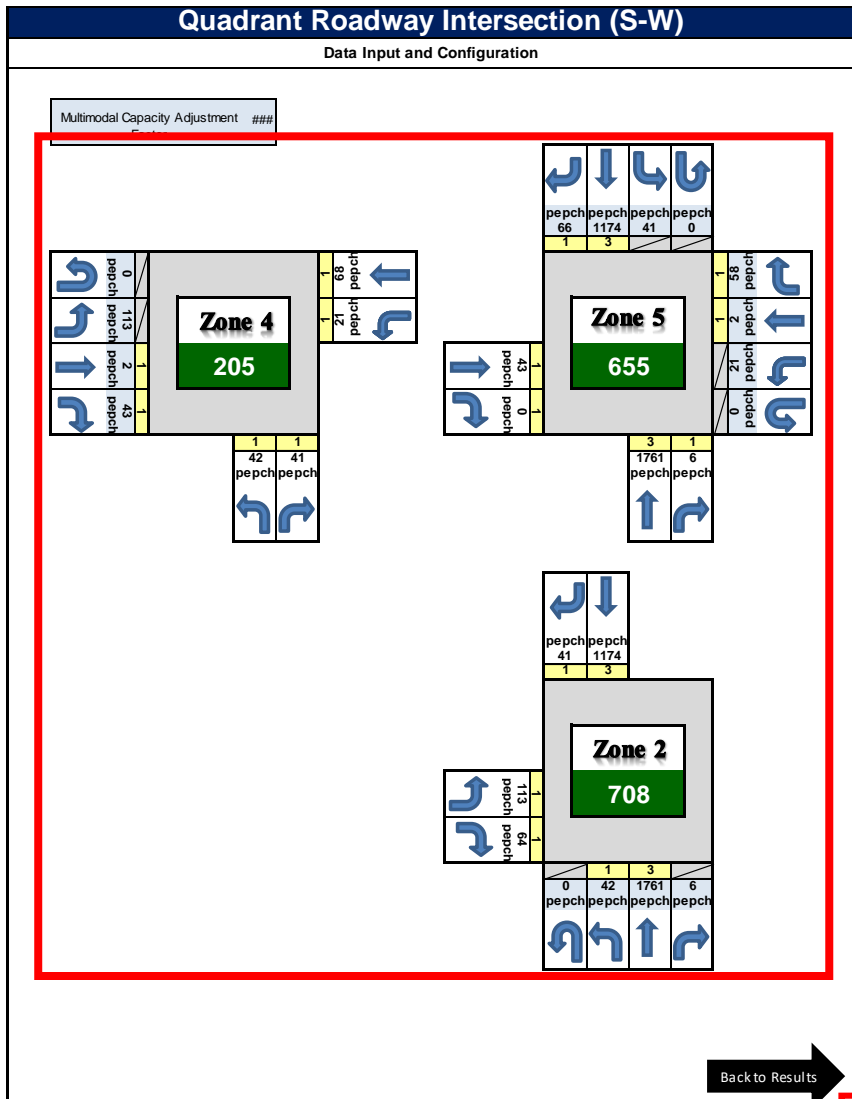 Quadrant Roadway Intersection (S-W)
Data Input and Configuration
Multimodal Capacity Adjustment ###
pepch pepch pepch pepch
66 1174 41 0
1 3
0 pepch
113 pepch
2 pepch 1
43 pepch 1
Zone 4
205
1 68 pepch
1 21 pepch
1 1
42 41
pepch pepch
43 pepch 1
0 pepch 1
Zone 5
655
1 58 pepch
1 2 pepch
21 pepch
0 pepch
3 1
1761 6
pepch pepch
pepch pepch
41 1174
1 3
113 pepch 1
64 pepch 1
Zone 2
708
1 3
0 42 1761 6
pepch pepch pepch pepch
Back to Results